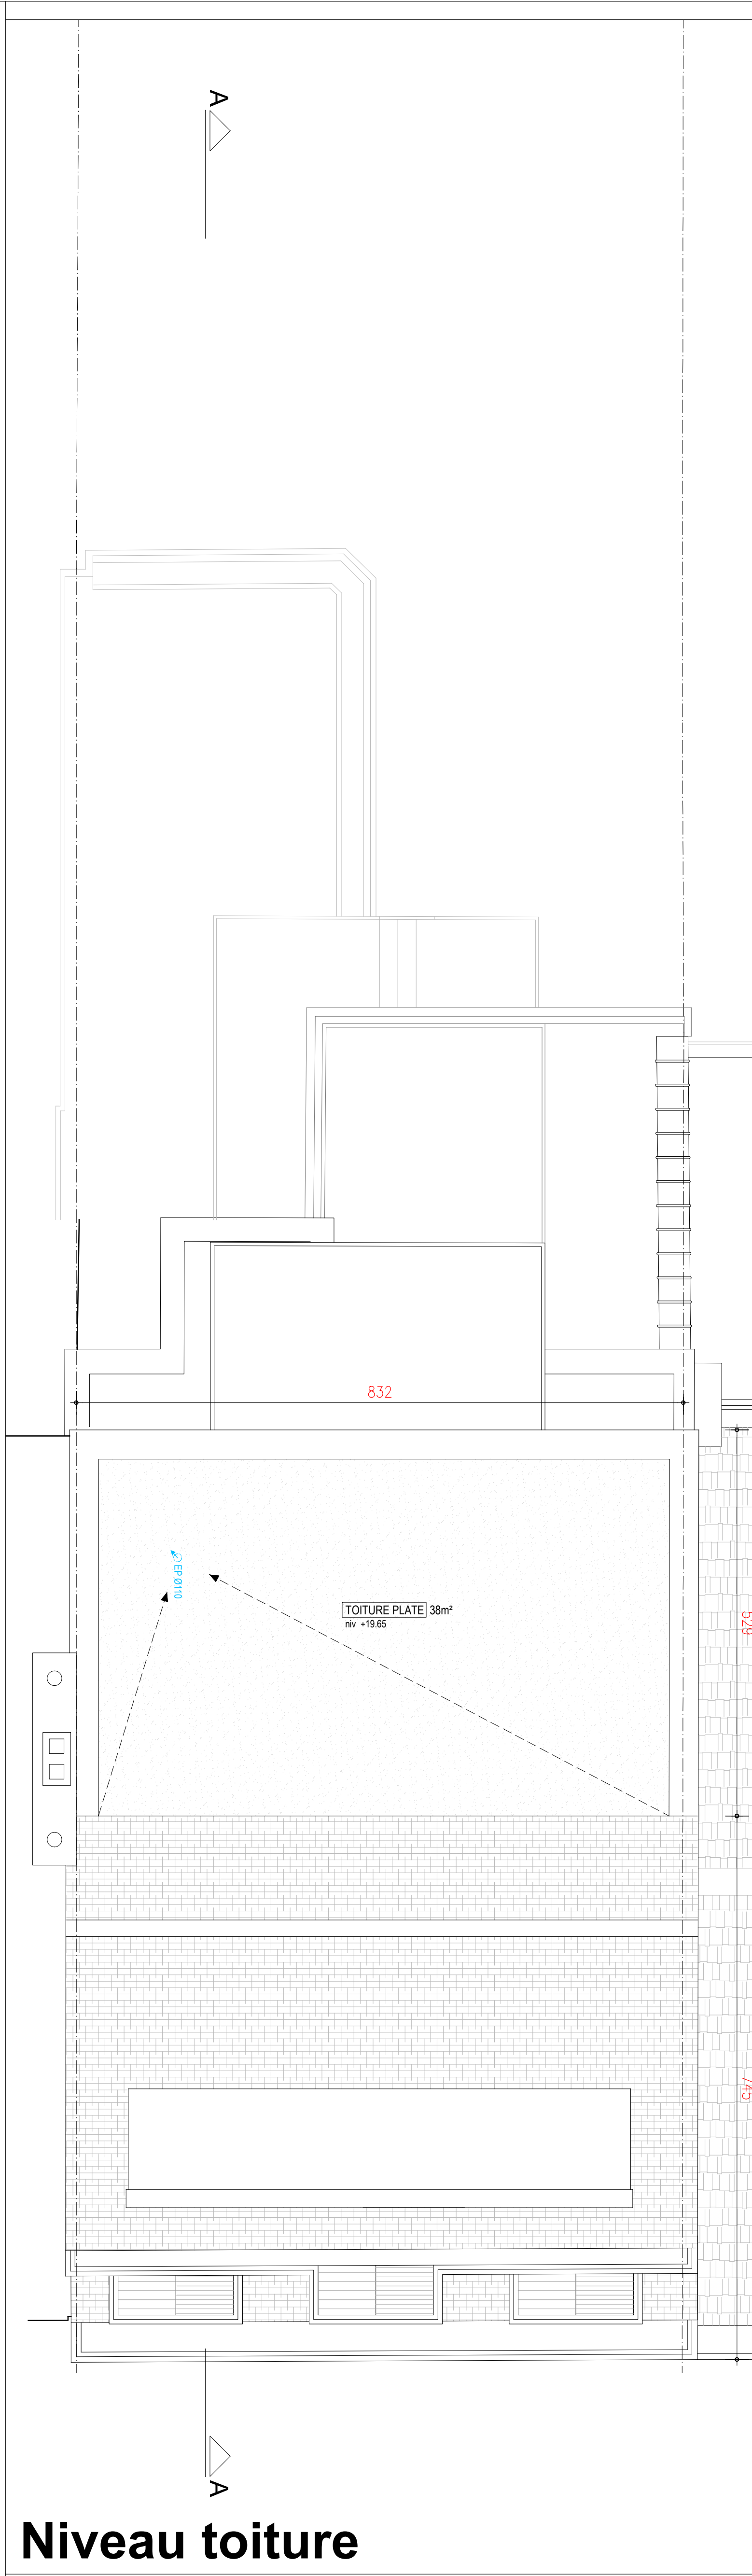 A
832
EP Ø110
TOITURE PLATE 38m²
niv +19.65
529
745
A
Niveau toiture